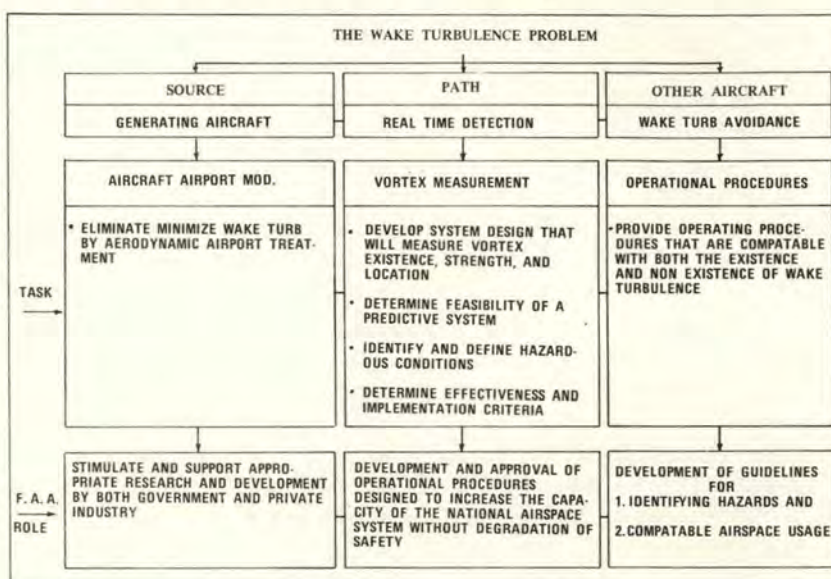 THE WAKE TURBULENCE PROBLEM
SOURCE
GENERATING AIRCRAFT
PATH
REAL TIME DETECTION
OTHER AIRCRAFT
WAKE TURB AVOIDANCE
TASK
AIRCRAFT AIRPORT MOD.
• ELIMINATE MINIMIZE WAKE TURB
BY AERODYNAMIC AIRPORT TREAT-
MENT
VORTEX MEASUREMENT
• DEVELOP SYSTEM DESIGN THAT
WILL MEASURE VORTEX
EXISTENCE, STRENGTH, AND
LOCATION
• DETERMINE FEASIBILITY OF A
PREDICTIVE SYSTEM
• IDENTIFY AND DEFINE HAZARD-
OUS CONDITIONS
• DETERMINE EFFECTIVENESS AND
IMPLEMENTATION CRITERIA
OPERATIONAL PROCEDURES
• PROVIDE OPERATING PROCE-
DURES THAT ARE COMPATABLE
WITH BOTH THE EXISTENCE
AND NON EXISTENCE OF WAKE
TURBULENCE
F. A. A.
ROLE
STIMULATE AND SUPPORT APPRO-
PRIATE RESEARCH AND DEVELOPMENT
BY BOTH GOVERNMENT AND PRIVATE
INDUSTRY
DEVELOPMENT AND APPROVAL OF
OPERATIONAL PROCEDURES
DESIGNED TO INCREASE THE CAPA-
CITY OF THE NATIONAL AIRSPACE
SYSTEM WITHOUT DEGRADATION OF
SAFETY
DEVELOPMENT OF GUIDELINES
FOR
1. IDENTIFYING HAZARDS AND
2. COMPATABLE AIRSPACE USAGE